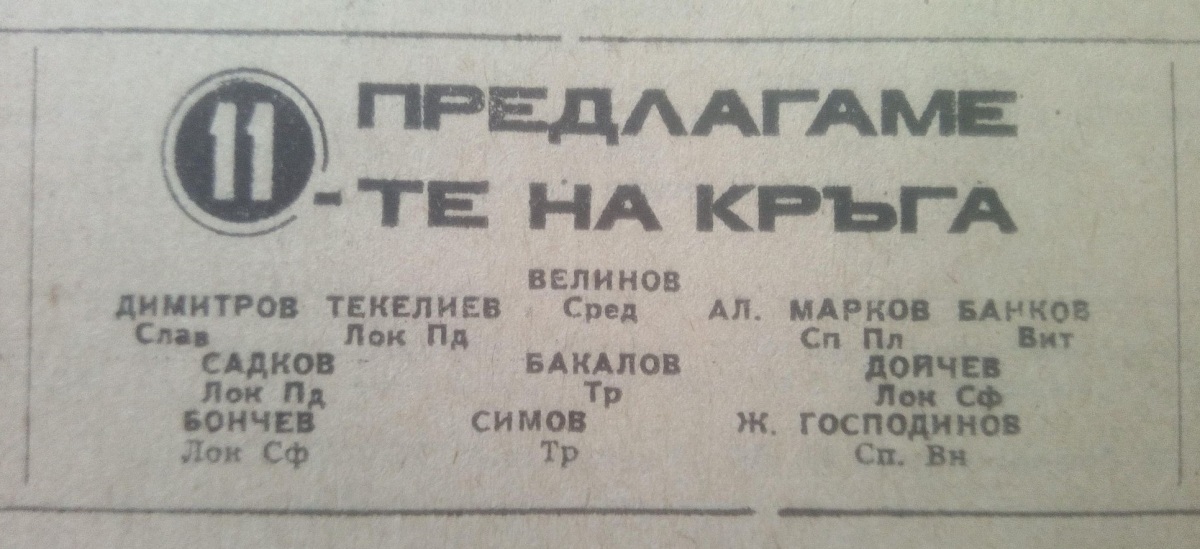 ПРЕДЛАГАМЕ
11-ТЕ НА КРЪГА
ВЕЛИНОВ
ДИМИТРОВ ТЕКЕЛИЕВ Сред АЛ. МАРКОВ БАНКОВ
Слав Лок Пд Сп Пл Вит
САДКОВ БАКАЛОВ ДОЙЧЕВ
Лок Пд Тр Лок Сф
БОНЧЕВ СИМОВ Ж. ГОСПОДИНОВ
Лок Сф Тр Сп. Вн